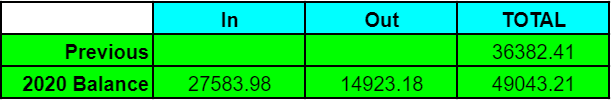 In Out TOTAL
Previous 36382.41
2020 Balance 27583.98 14923.18 49043.21